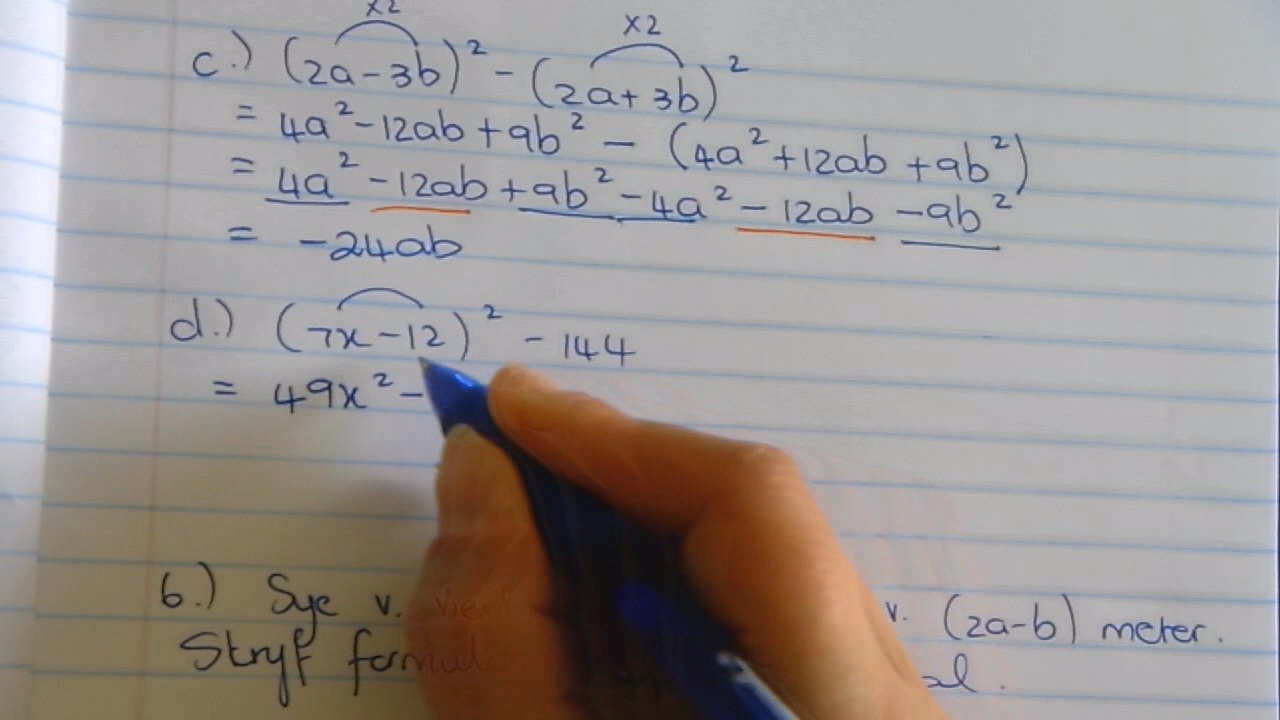 x2 x2
c.) (2a-3b)² - (2a+3b)²
= 4a² - 12ab + 9b² - (4a² + 12ab + 9b²)
= 4a² - 12ab + 9b² - 4a² - 12ab - 9b²
= -24ab
d.) (7x-12)² - 144
= 49x² -
6.) Sye v. v. (2a-b) meter.
Stryf